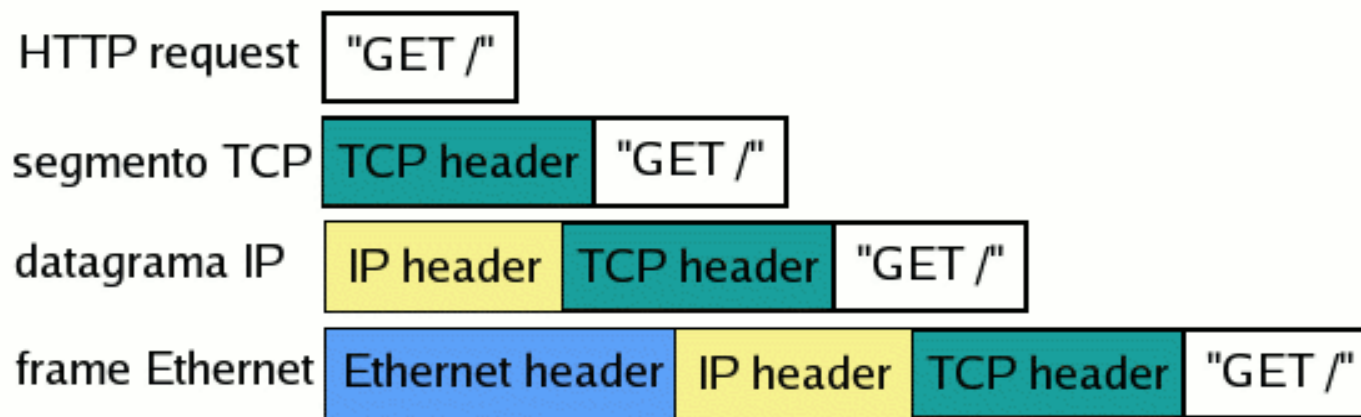 HTTP request "GET /"
segmento TCP TCP header "GET /"
datagrama IP IP header TCP header "GET /"
frame Ethernet Ethernet header IP header TCP header "GET /"